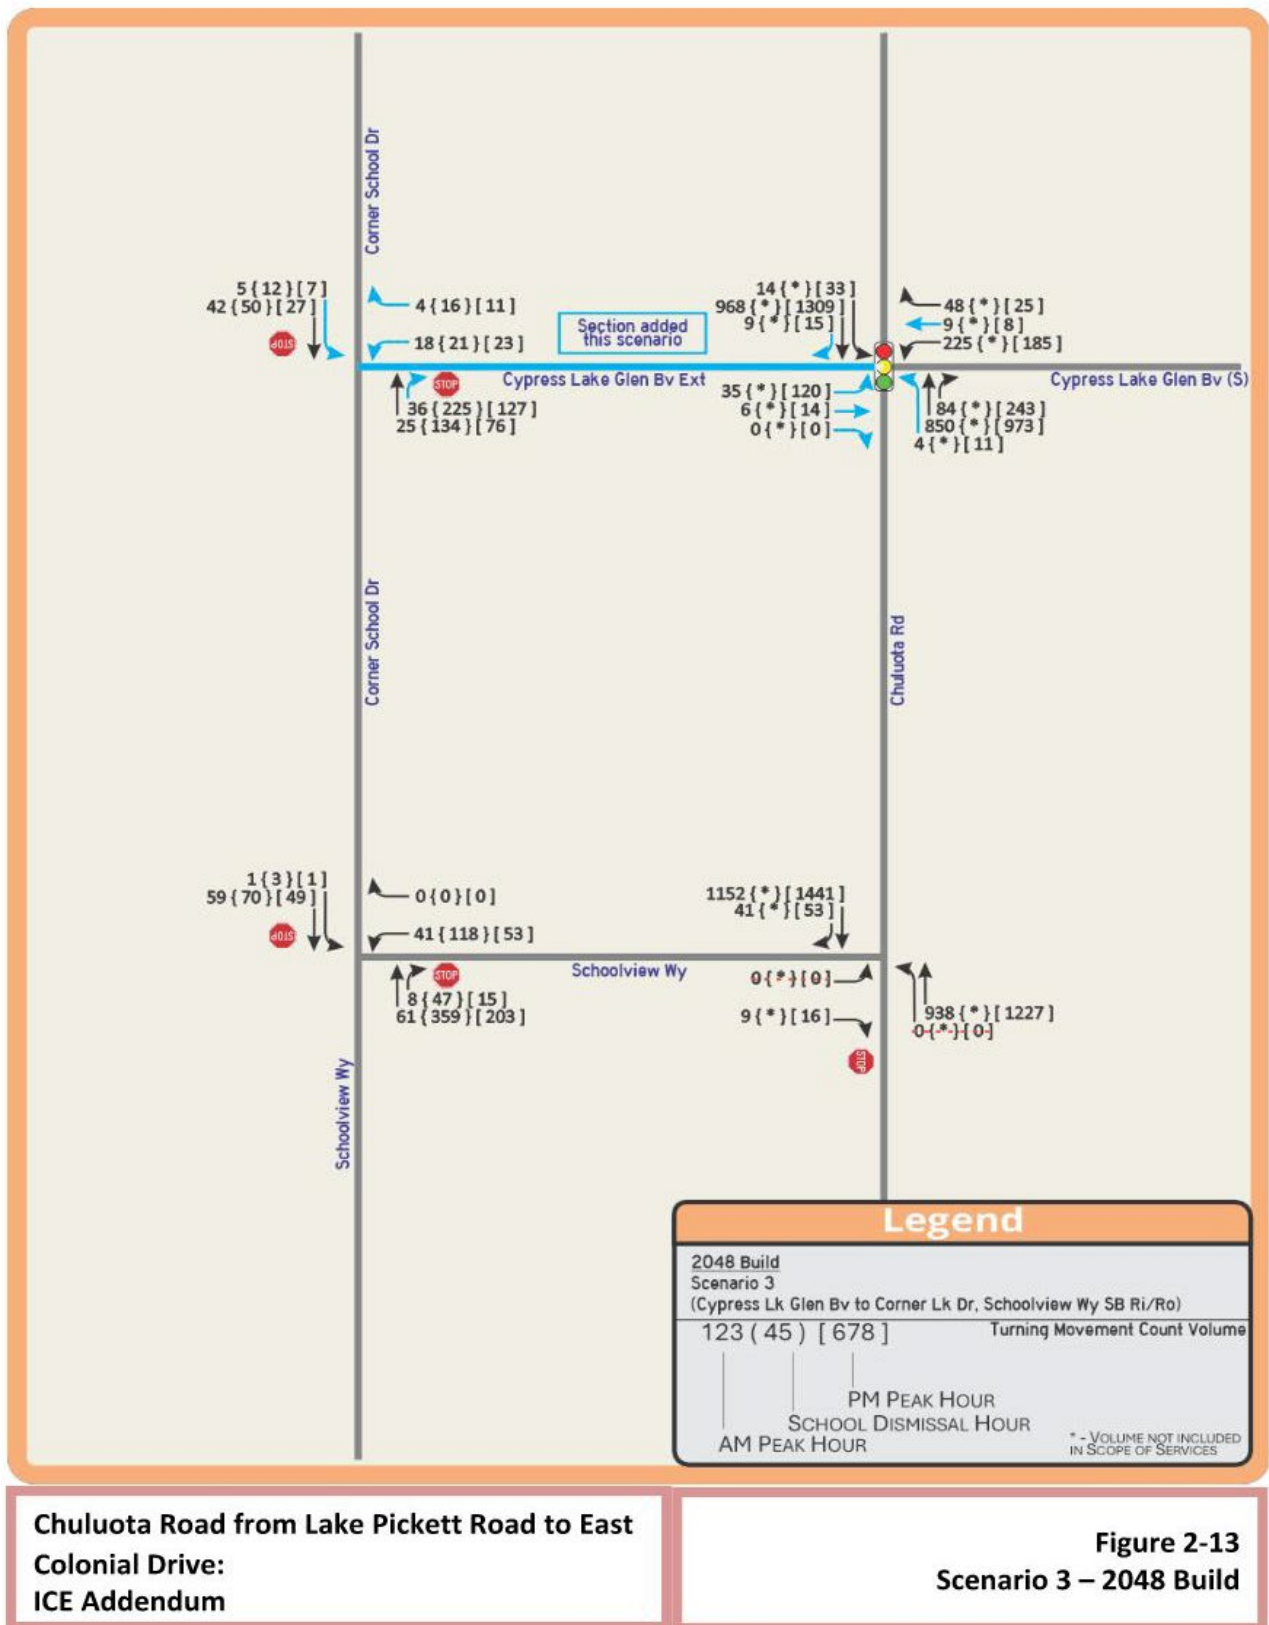 Corner School Dr
5 { 12 } [ 7 ]
42 { 50 } [ 27 ]
STOP
4 { 16 } [ 11 ]
18 { 21 } [ 23 ]
Section added
this scenario
14 { * } [ 33 ]
968 { * } [ 1309 ]
9 { * } [ 15 ]
48 { * } [ 25 ]
9 { * } [ 8 ]
225 { * } [ 185 ]
STOP
Cypress Lake Glen Bv Ext
Cypress Lake Glen Bv (S)
36 { 225 } [ 127 ]
25 { 134 } [ 76 ]
35 { * } [ 120 ]
6 { * } [ 14 ]
0 { * } [ 0 ]
84 { * } [ 243 ]
850 { * } [ 973 ]
4 { * } [ 11 ]
Corner School Dr
Chuluota Rd
1 { 3 } [ 1 ]
59 { 70 } [ 49 ]
STOP
0 { 0 } [ 0 ]
41 { 118 } [ 53 ]
1152 { * } [ 1441 ]
41 { * } [ 53 ]
STOP
Schoolview Wy
8 { 47 } [ 15 ]
61 { 359 } [ 203 ]
0 { * } [ 0 ]
9 { * } [ 16 ]
STOP
938 { * } [ 1227 ]
0 { * } [ 0 ]
Schoolview Wy
Legend
2048 Build
Scenario 3
(Cypress Lk Glen Bv to Corner Lk Dr, Schoolview Wy SB Ri/Ro)
123 ( 45 ) [ 678 ] Turning Movement Count Volume
PM PEAK HOUR
SCHOOL DISMISSAL HOUR
AM PEAK HOUR
* - VOLUME NOT INCLUDED
IN SCOPE OF SERVICES
Chuluota Road from Lake Pickett Road to East
Colonial Drive:
ICE Addendum
Figure 2-13
Scenario 3 – 2048 Build